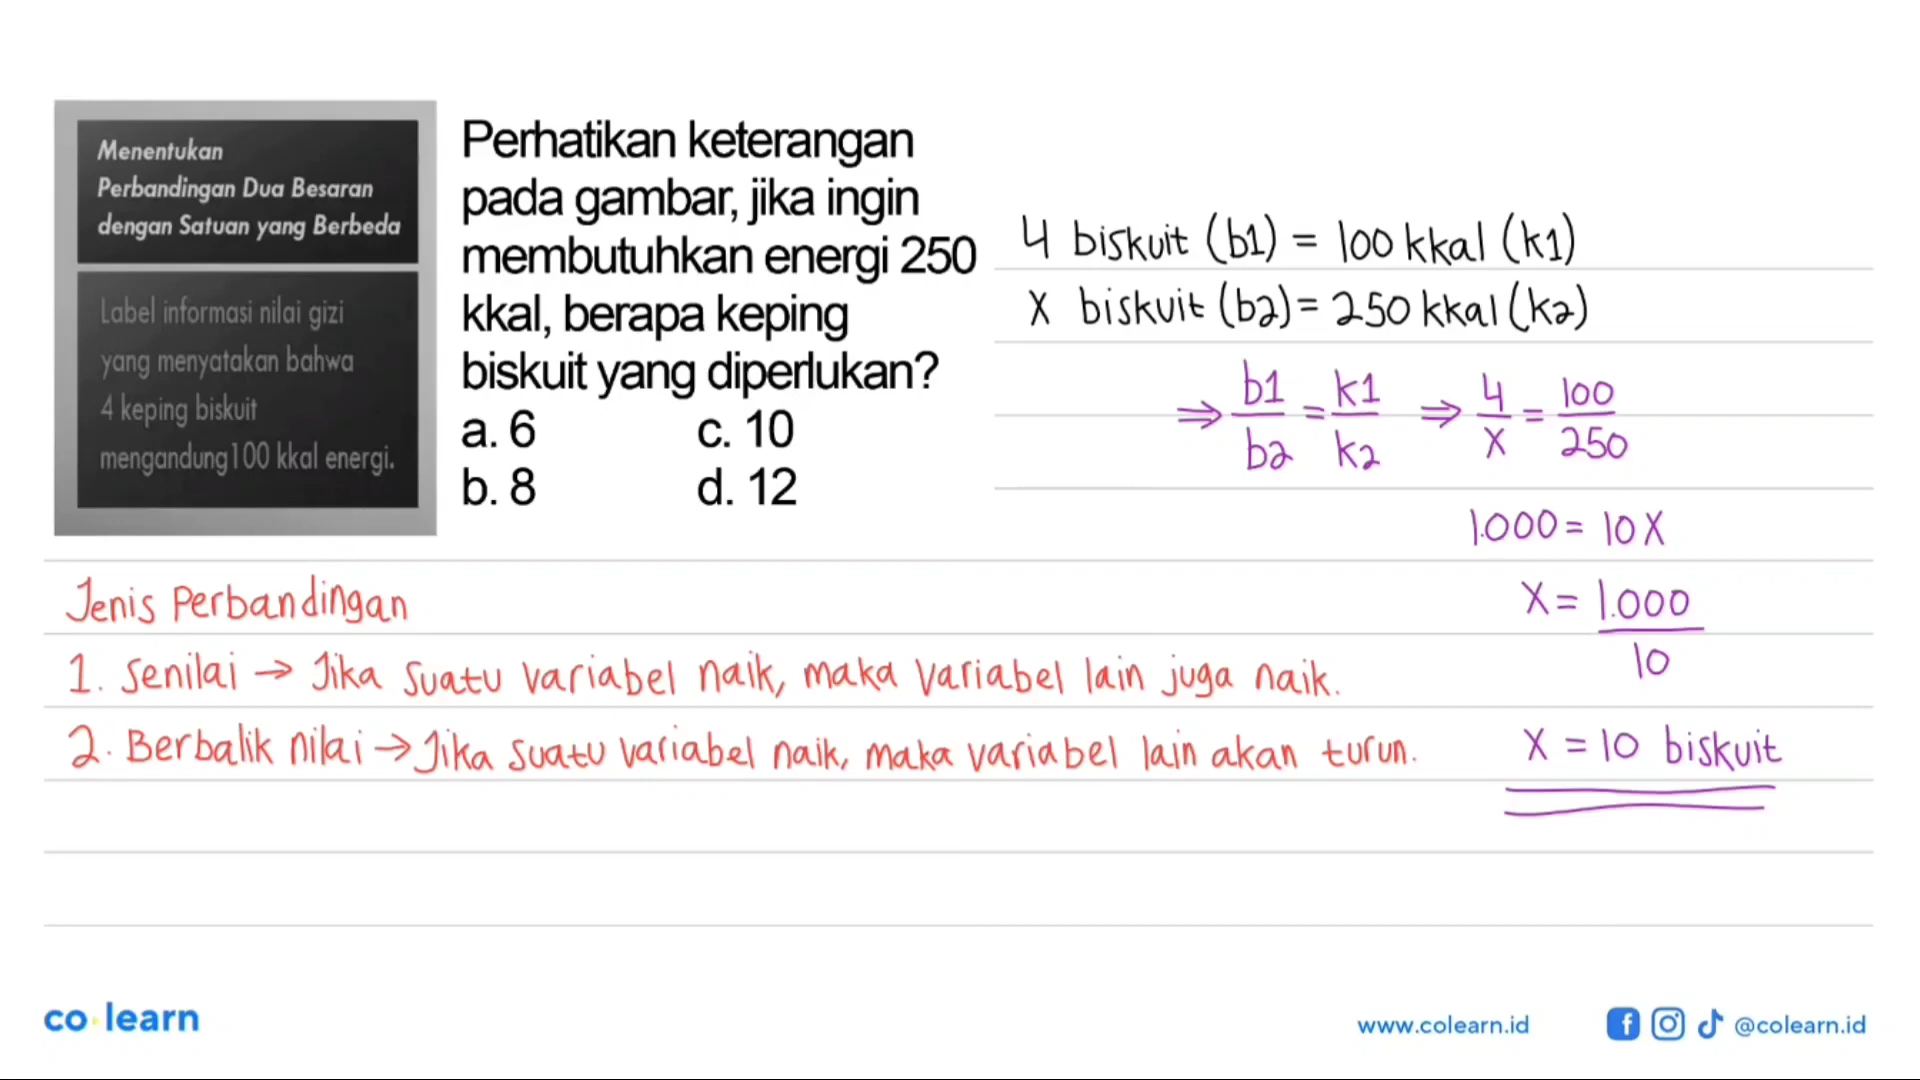 Menentukan
Perbandingan Dua Besaran
dengan Satuan yang Berbeda
Label informasi nilai gizi
yang menyatakan bahwa
4 keping biskuit
mengandung100 kkal energi.
Perhatikan keterangan
pada gambar, jika ingin
membutuhkan energi 250
kkal, berapa keping
biskuit yang diperlukan?
a. 6 c. 10
b. 8 d. 12
4 biskuit (b1) = 100 kkal (k1)
x biskuit (b2) = 250 kkal (k2)
⇒ b1/b2 = k1/k2 ⇒ 4/x = 100/250
1.000 = 10x
x = 1.000/10
x = 10 biskuit
Jenis Perbandingan
1. Senilai → Jika suatu variabel naik, maka variabel lain juga naik.
2. Berbalik nilai → Jika suatu variabel naik, maka variabel lain akan turun.
co learn
www.colearn.id
@colearn.id